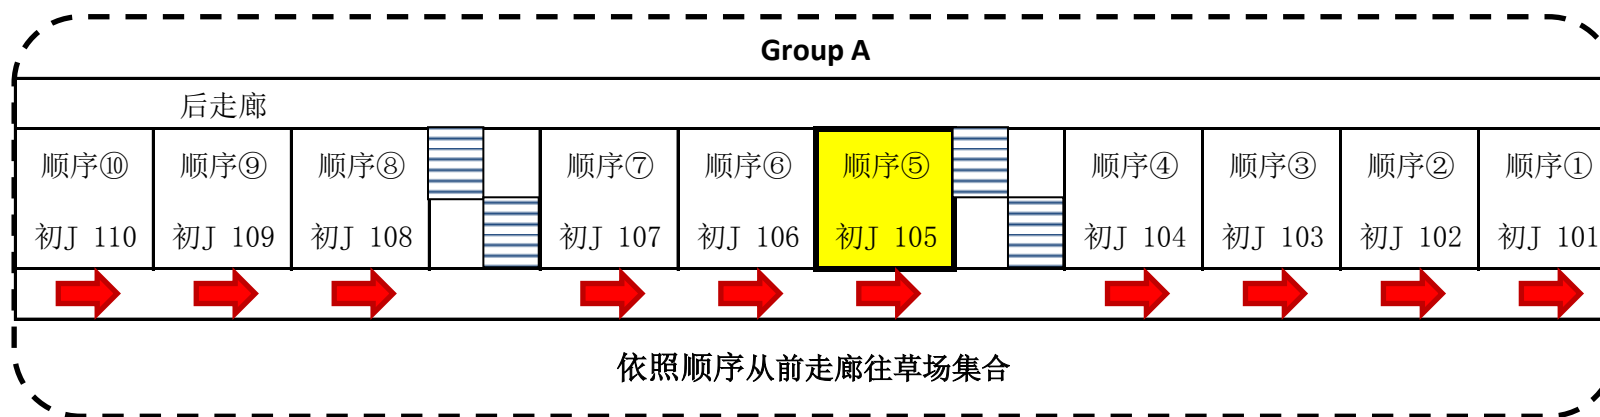 Group A
后走廊
顺序⑩ 顺序⑨ 顺序⑧ 顺序⑦ 顺序⑥ 顺序⑤ 顺序④ 顺序③ 顺序② 顺序①
初J 110 初J 109 初J 108 初J 107 初J 106 初J 105 初J 104 初J 103 初J 102 初J 101
依照顺序从前走廊往草场集合